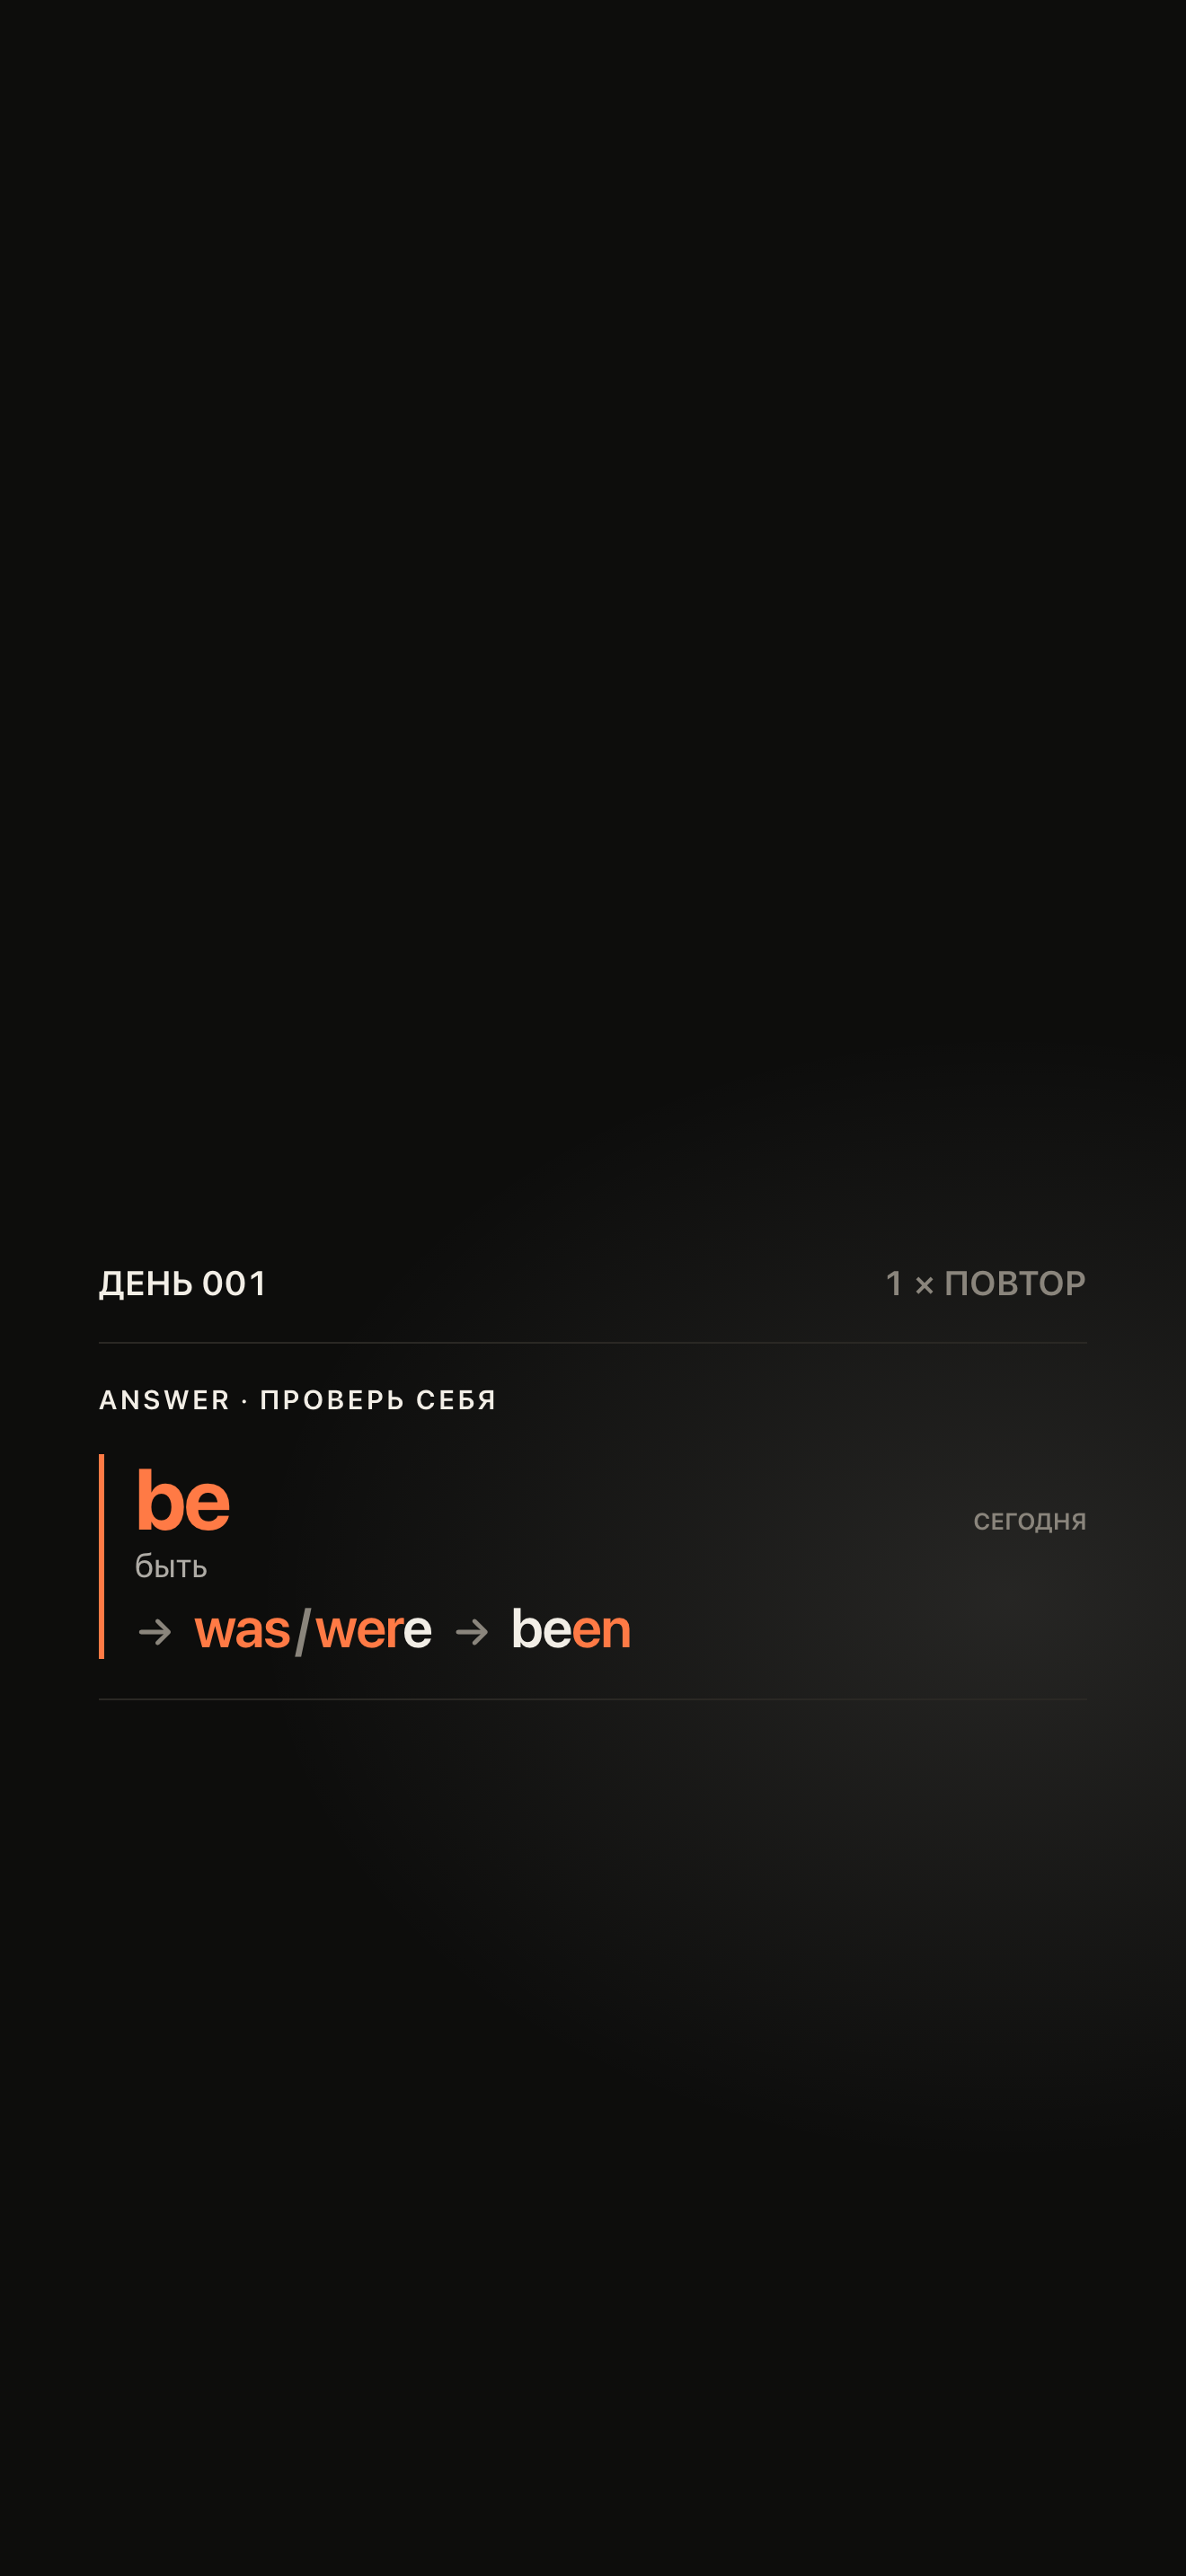 ДЕНЬ 001
1 × ПОВТОР
ANSWER · ПРОВЕРЬ СЕБЯ
be
СЕГОДНЯ
быть
→ was/were → been